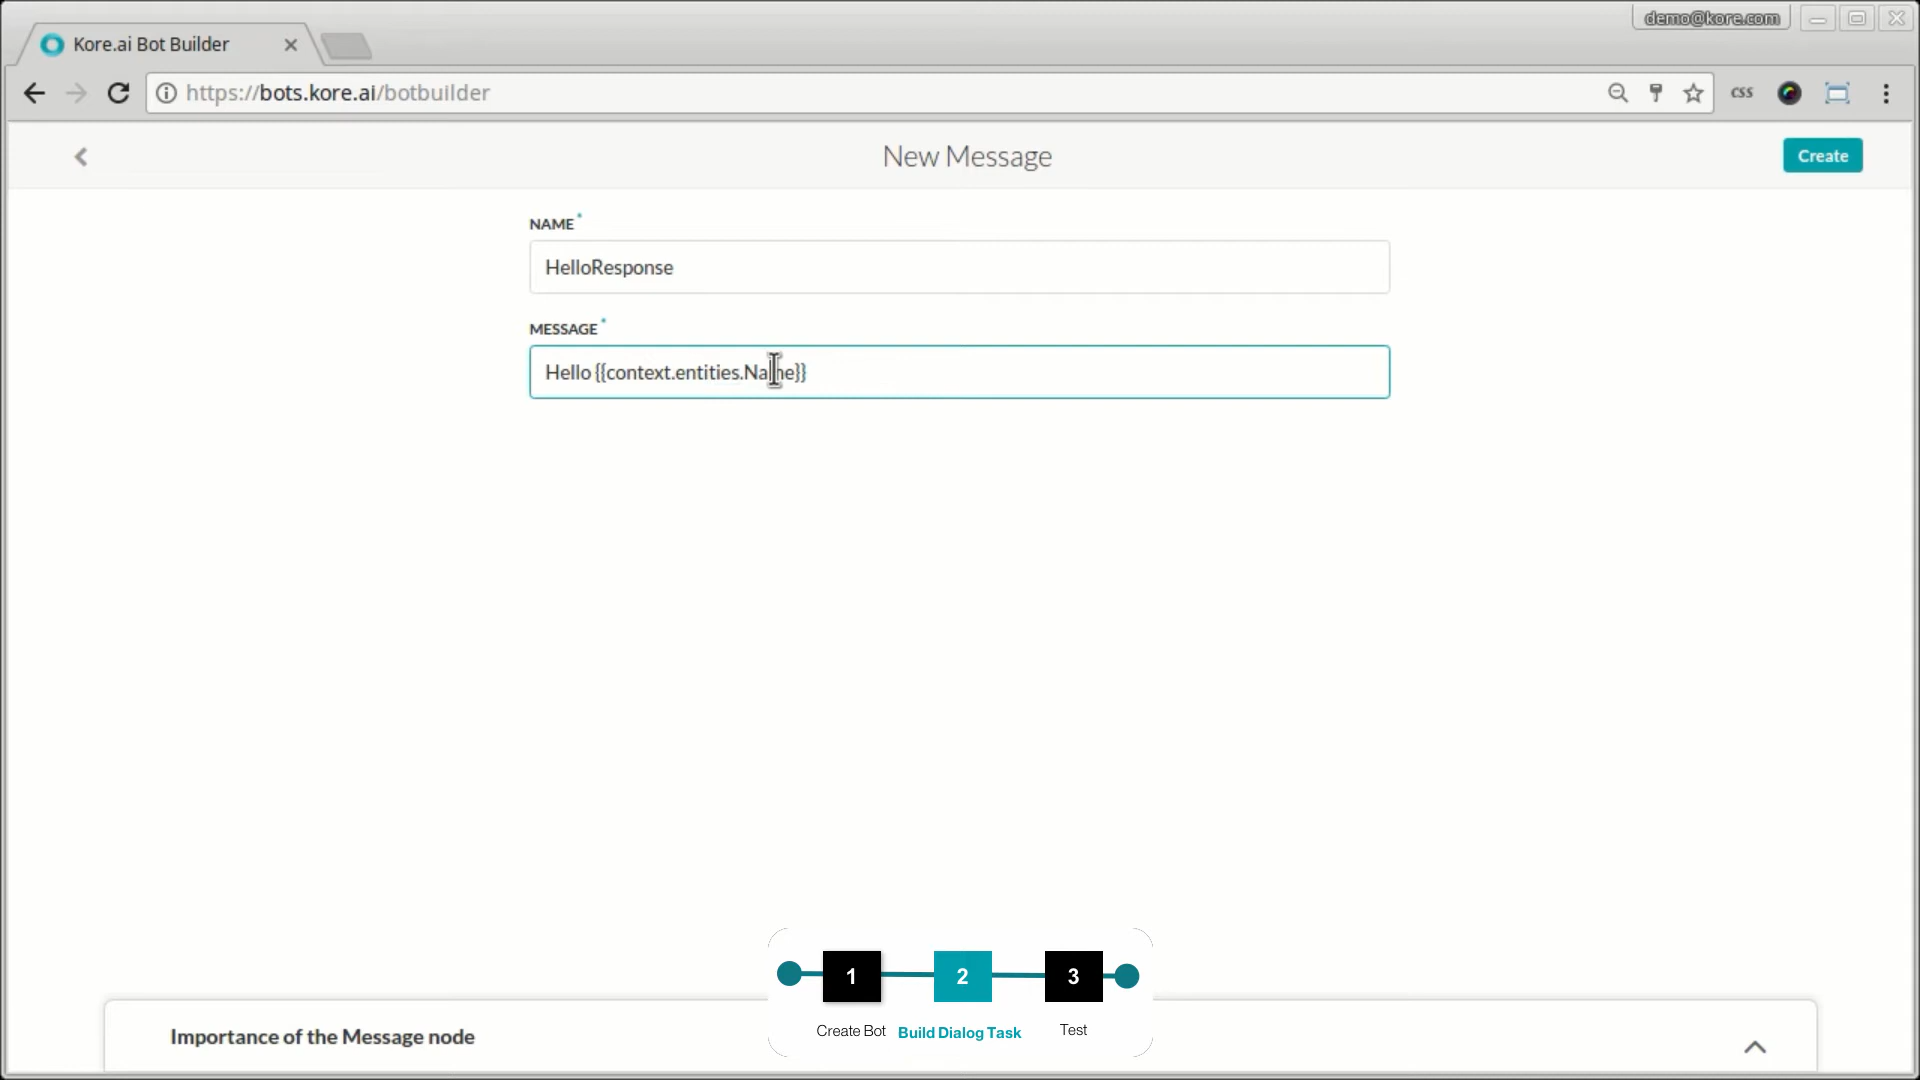 demo@kore.com
Kore.ai Bot Builder
https://bots.kore.ai/botbuilder
CSS
New Message
Create
NAME*
HelloResponse
MESSAGE*
Hello {{context.entities.Name}}
1
2
3
Create Bot
Build Dialog Task
Test
Importance of the Message node